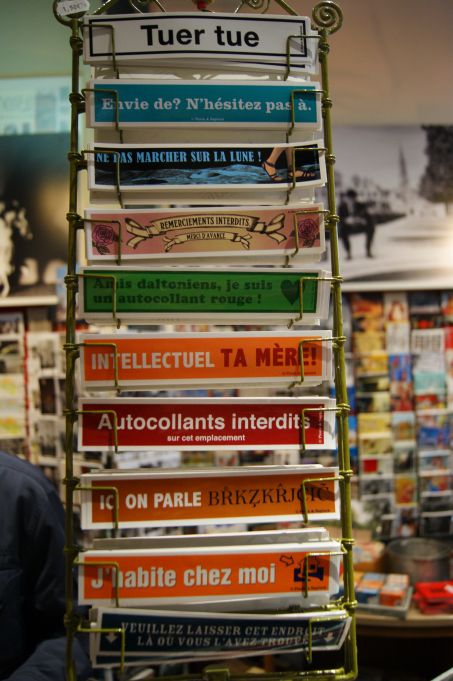 Tuer tue
Envie de? N'hésitez pas à.
NE PAS MARCHER SUR LA LUNE !
REMERCIEMENTS INTERDITS
MERCI D'AVANCE
Amis daltoniens, je suis
un autocollant rouge !
INTELLECTUEL TA MÈRE!
Autocollants interdits
sur cet emplacement
ICI ON PARLE
J'habite chez moi
VEUILLEZ LAISSER CET ENDROIT
LÀ OÙ VOUS L'AVEZ TROUVÉ